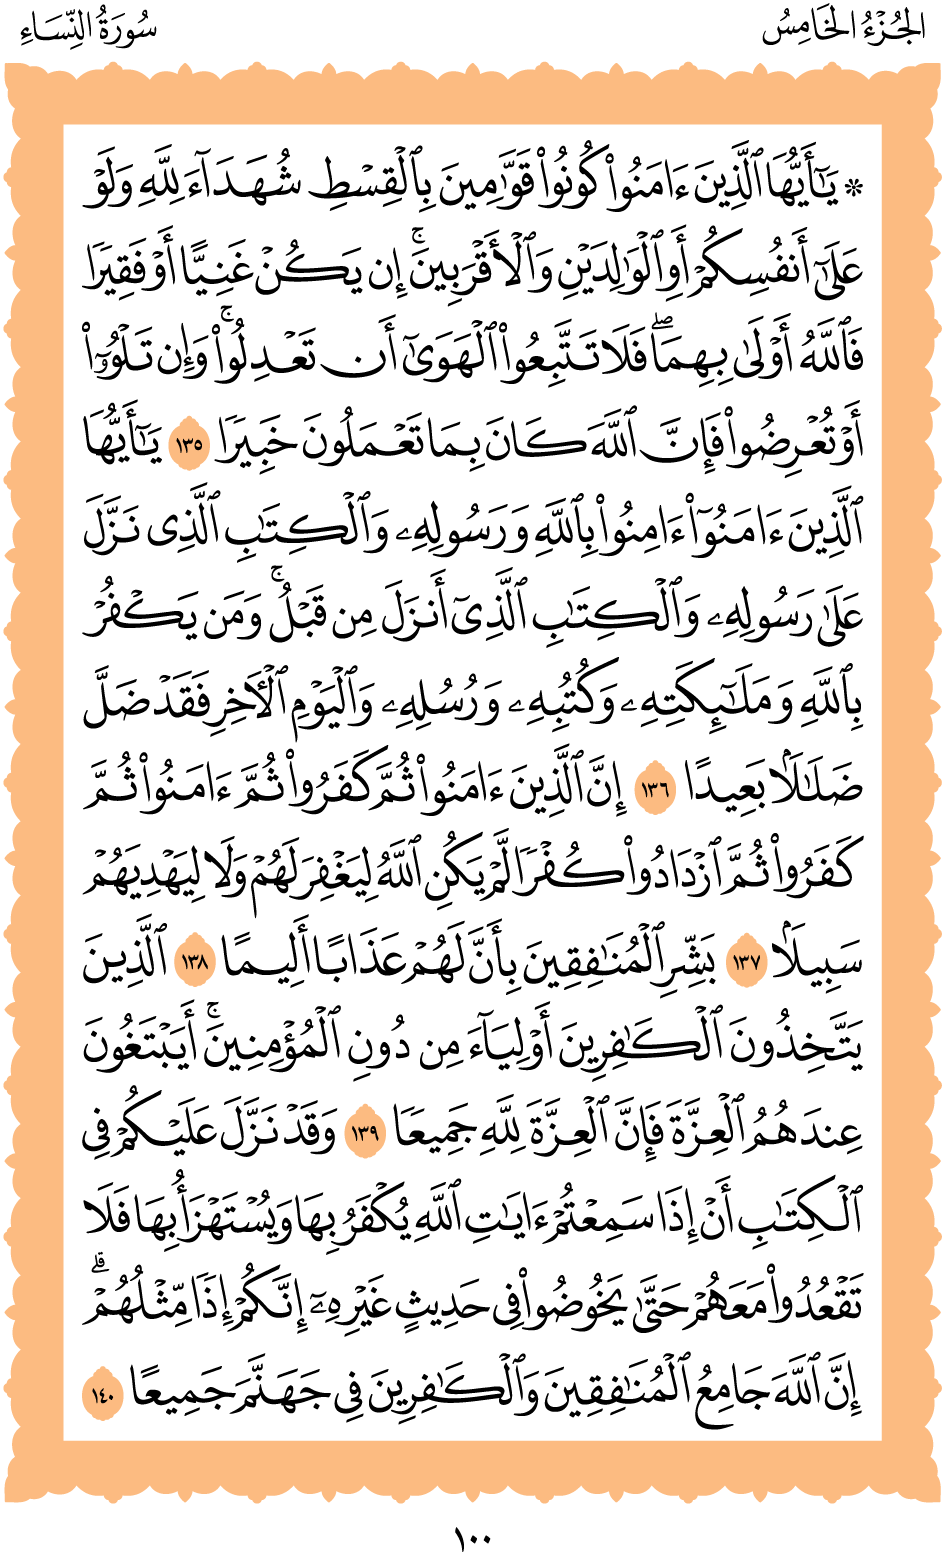 الجُزْءُ الخَامِسُ
سُورَةُ النِّسَاءِ
۞ يَٰٓأَيُّهَا ٱلَّذِينَ ءَامَنُوا۟ كُونُوا۟ قَوَّٰمِينَ بِٱلْقِسْطِ شُهَدَآءَ لِلَّهِ وَلَوْ
عَلَىٰٓ أَنفُسِكُمْ أَوِ ٱلْوَٰلِدَيْنِ وَٱلْأَقْرَبِينَ ۚ إِن يَكُنْ غَنِيًّا أَوْ فَقِيرًا
فَٱللَّهُ أَوْلَىٰ بِهِمَا ۖ فَلَا تَتَّبِعُوا۟ ٱلْهَوَىٰٓ أَن تَعْدِلُوا۟ ۚ وَإِن تَلْوُۥٓا۟
أَوْ تُعْرِضُوا۟ فَإِنَّ ٱللَّهَ كَانَ بِمَا تَعْمَلُونَ خَبِيرًا ١٣٥ يَٰٓأَيُّهَا
ٱلَّذِينَ ءَامَنُوٓا۟ ءَامِنُوا۟ بِٱللَّهِ وَرَسُولِهِۦ وَٱلْكِتَٰبِ ٱلَّذِى نَزَّلَ
عَلَىٰ رَسُولِهِۦ وَٱلْكِتَٰبِ ٱلَّذِىٓ أَنزَلَ مِن قَبْلُ ۚ وَمَن يَكْفُرْ
بِٱللَّهِ وَمَلَٰٓئِكَتِهِۦ وَكُتُبِهِۦ وَرُسُلِهِۦ وَٱلْيَوْمِ ٱلْءَاخِرِ فَقَدْ ضَلَّ
ضَلَٰلًۢا بَعِيدًا ١٣٦ إِنَّ ٱلَّذِينَ ءَامَنُوا۟ ثُمَّ كَفَرُوا۟ ثُمَّ ءَامَنُوا۟ ثُمَّ
كَفَرُوا۟ ثُمَّ ٱزْدَادُوا۟ كُفْرًا لَّمْ يَكُنِ ٱللَّهُ لِيَغْفِرَ لَهُمْ وَلَا لِيَهْدِيَهُمْ
سَبِيلًۢا ١٣٧ بَشِّرِ ٱلْمُنَٰفِقِينَ بِأَنَّ لَهُمْ عَذَابًا أَلِيمًا ١٣٨ ٱلَّذِينَ
يَتَّخِذُونَ ٱلْكَٰفِرِينَ أَوْلِيَآءَ مِن دُونِ ٱلْمُؤْمِنِينَ ۚ أَيَبْتَغُونَ
عِندَهُمُ ٱلْعِزَّةَ فَإِنَّ ٱلْعِزَّةَ لِلَّهِ جَمِيعًا ١٣٩ وَقَدْ نَزَّلَ عَلَيْكُمْ فِى
ٱلْكِتَٰبِ أَنْ إِذَا سَمِعْتُمْ ءَايَٰتِ ٱللَّهِ يُكْفَرُ بِهَا وَيُسْتَهْزَأُ بِهَا فَلَا
تَقْعُدُوا۟ مَعَهُمْ حَتَّىٰ يَخُوضُوا۟ فِى حَدِيثٍ غَيْرِهِۦٓ ۚ إِنَّكُمْ إِذًا مِّثْلُهُمْ ۗ
إِنَّ ٱللَّهَ جَامِعُ ٱلْمُنَٰفِقِينَ وَٱلْكَٰفِرِينَ فِى جَهَنَّمَ جَمِيعًا ١٤٠
١٠٠